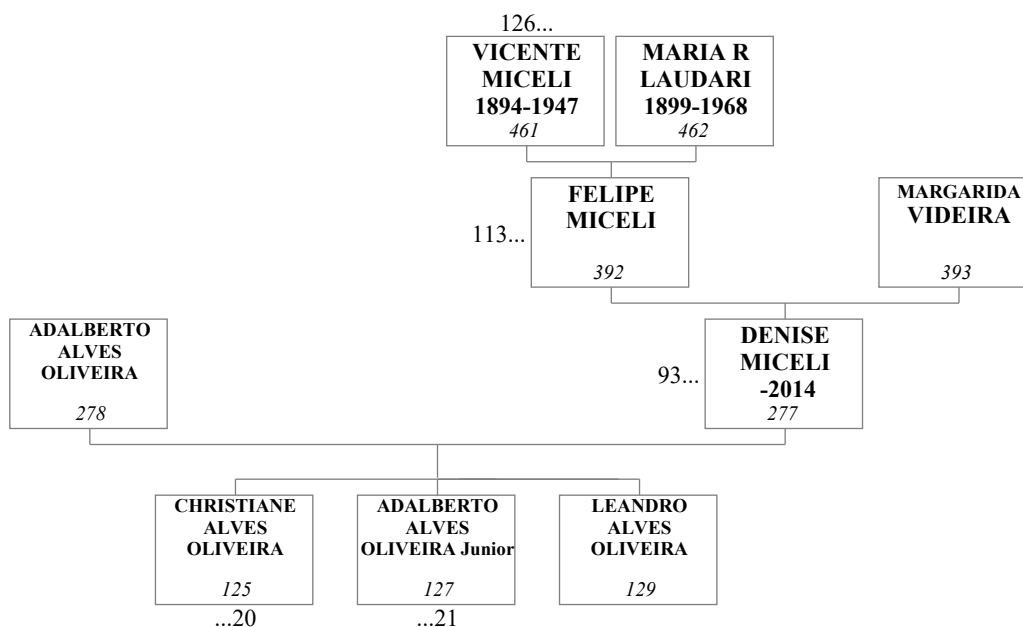 126...
VICENTE
MICELI
1894-1947
461
MARIA R
LAUDARI
1899-1968
462
113...
FELIPE
MICELI
392
MARGARIDA
VIDEIRA
393
ADALBERTO
ALVES
OLIVEIRA
278
93...
DENISE
MICELI
-2014
277
CHRISTIANE
ALVES
OLIVEIRA
125
...20
ADALBERTO
ALVES
OLIVEIRA Junior
127
...21
LEANDRO
ALVES
OLIVEIRA
129